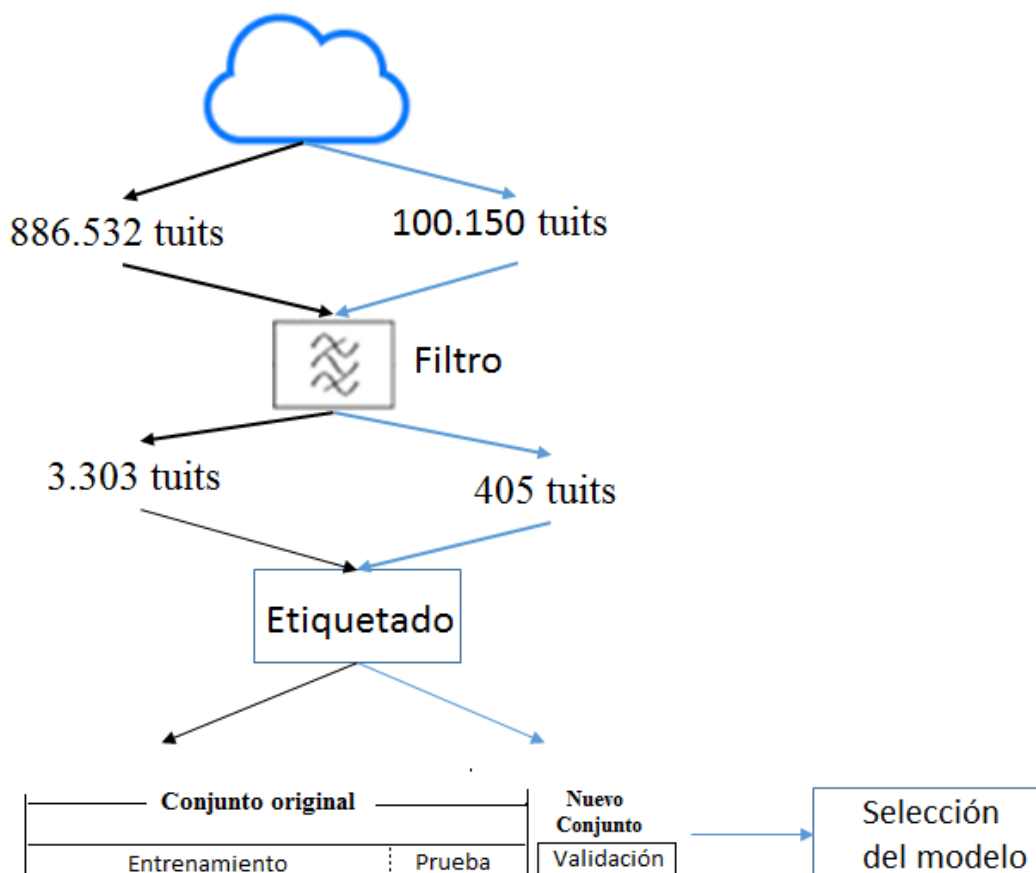 886.532 tuits
100.150 tuits
Filtro
3.303 tuits
405 tuits
Etiquetado
Conjunto original
Nuevo
Conjunto
Entrenamiento
Prueba
Validación
Selección
del modelo